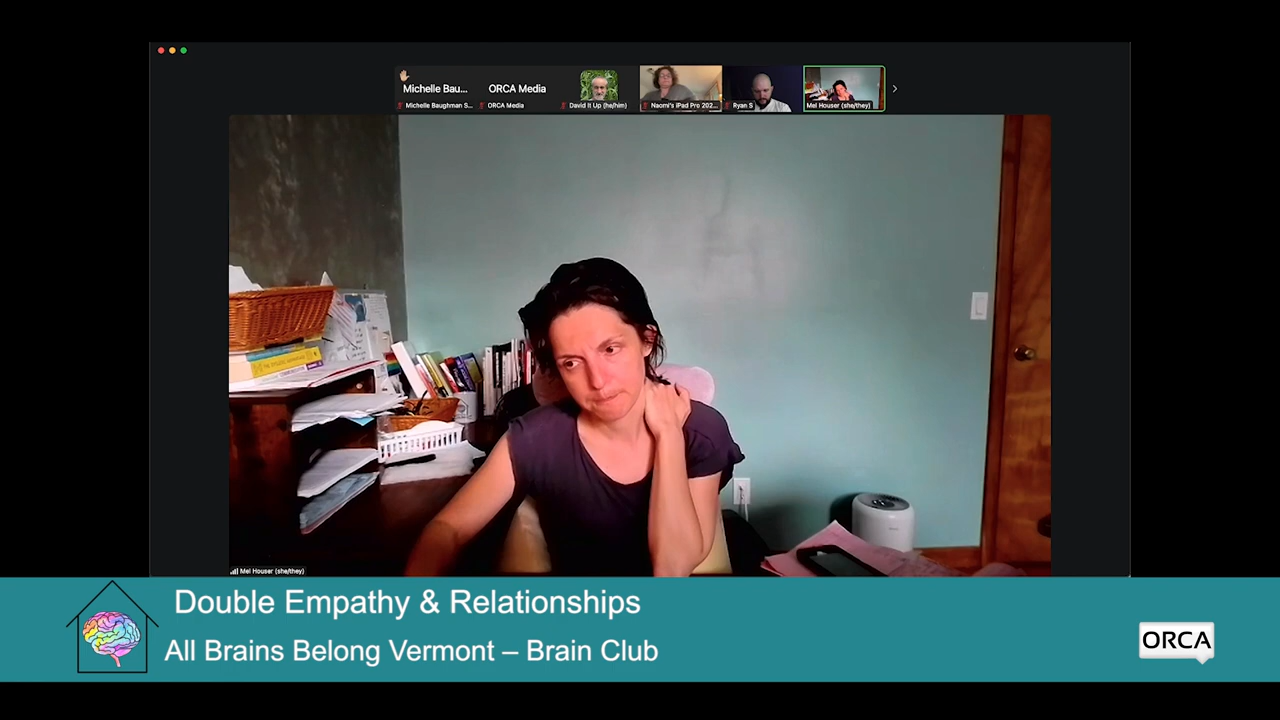 Michelle Bau...
ORCA Media
Michelle Baughman S...
ORCA Media
David It Up (he/him)
Naomi's iPad Pro 202...
Ryan S
Mel Houser (she/they)
Mel Houser (she/they)
Double Empathy & Relationships
All Brains Belong Vermont – Brain Club
ORCA